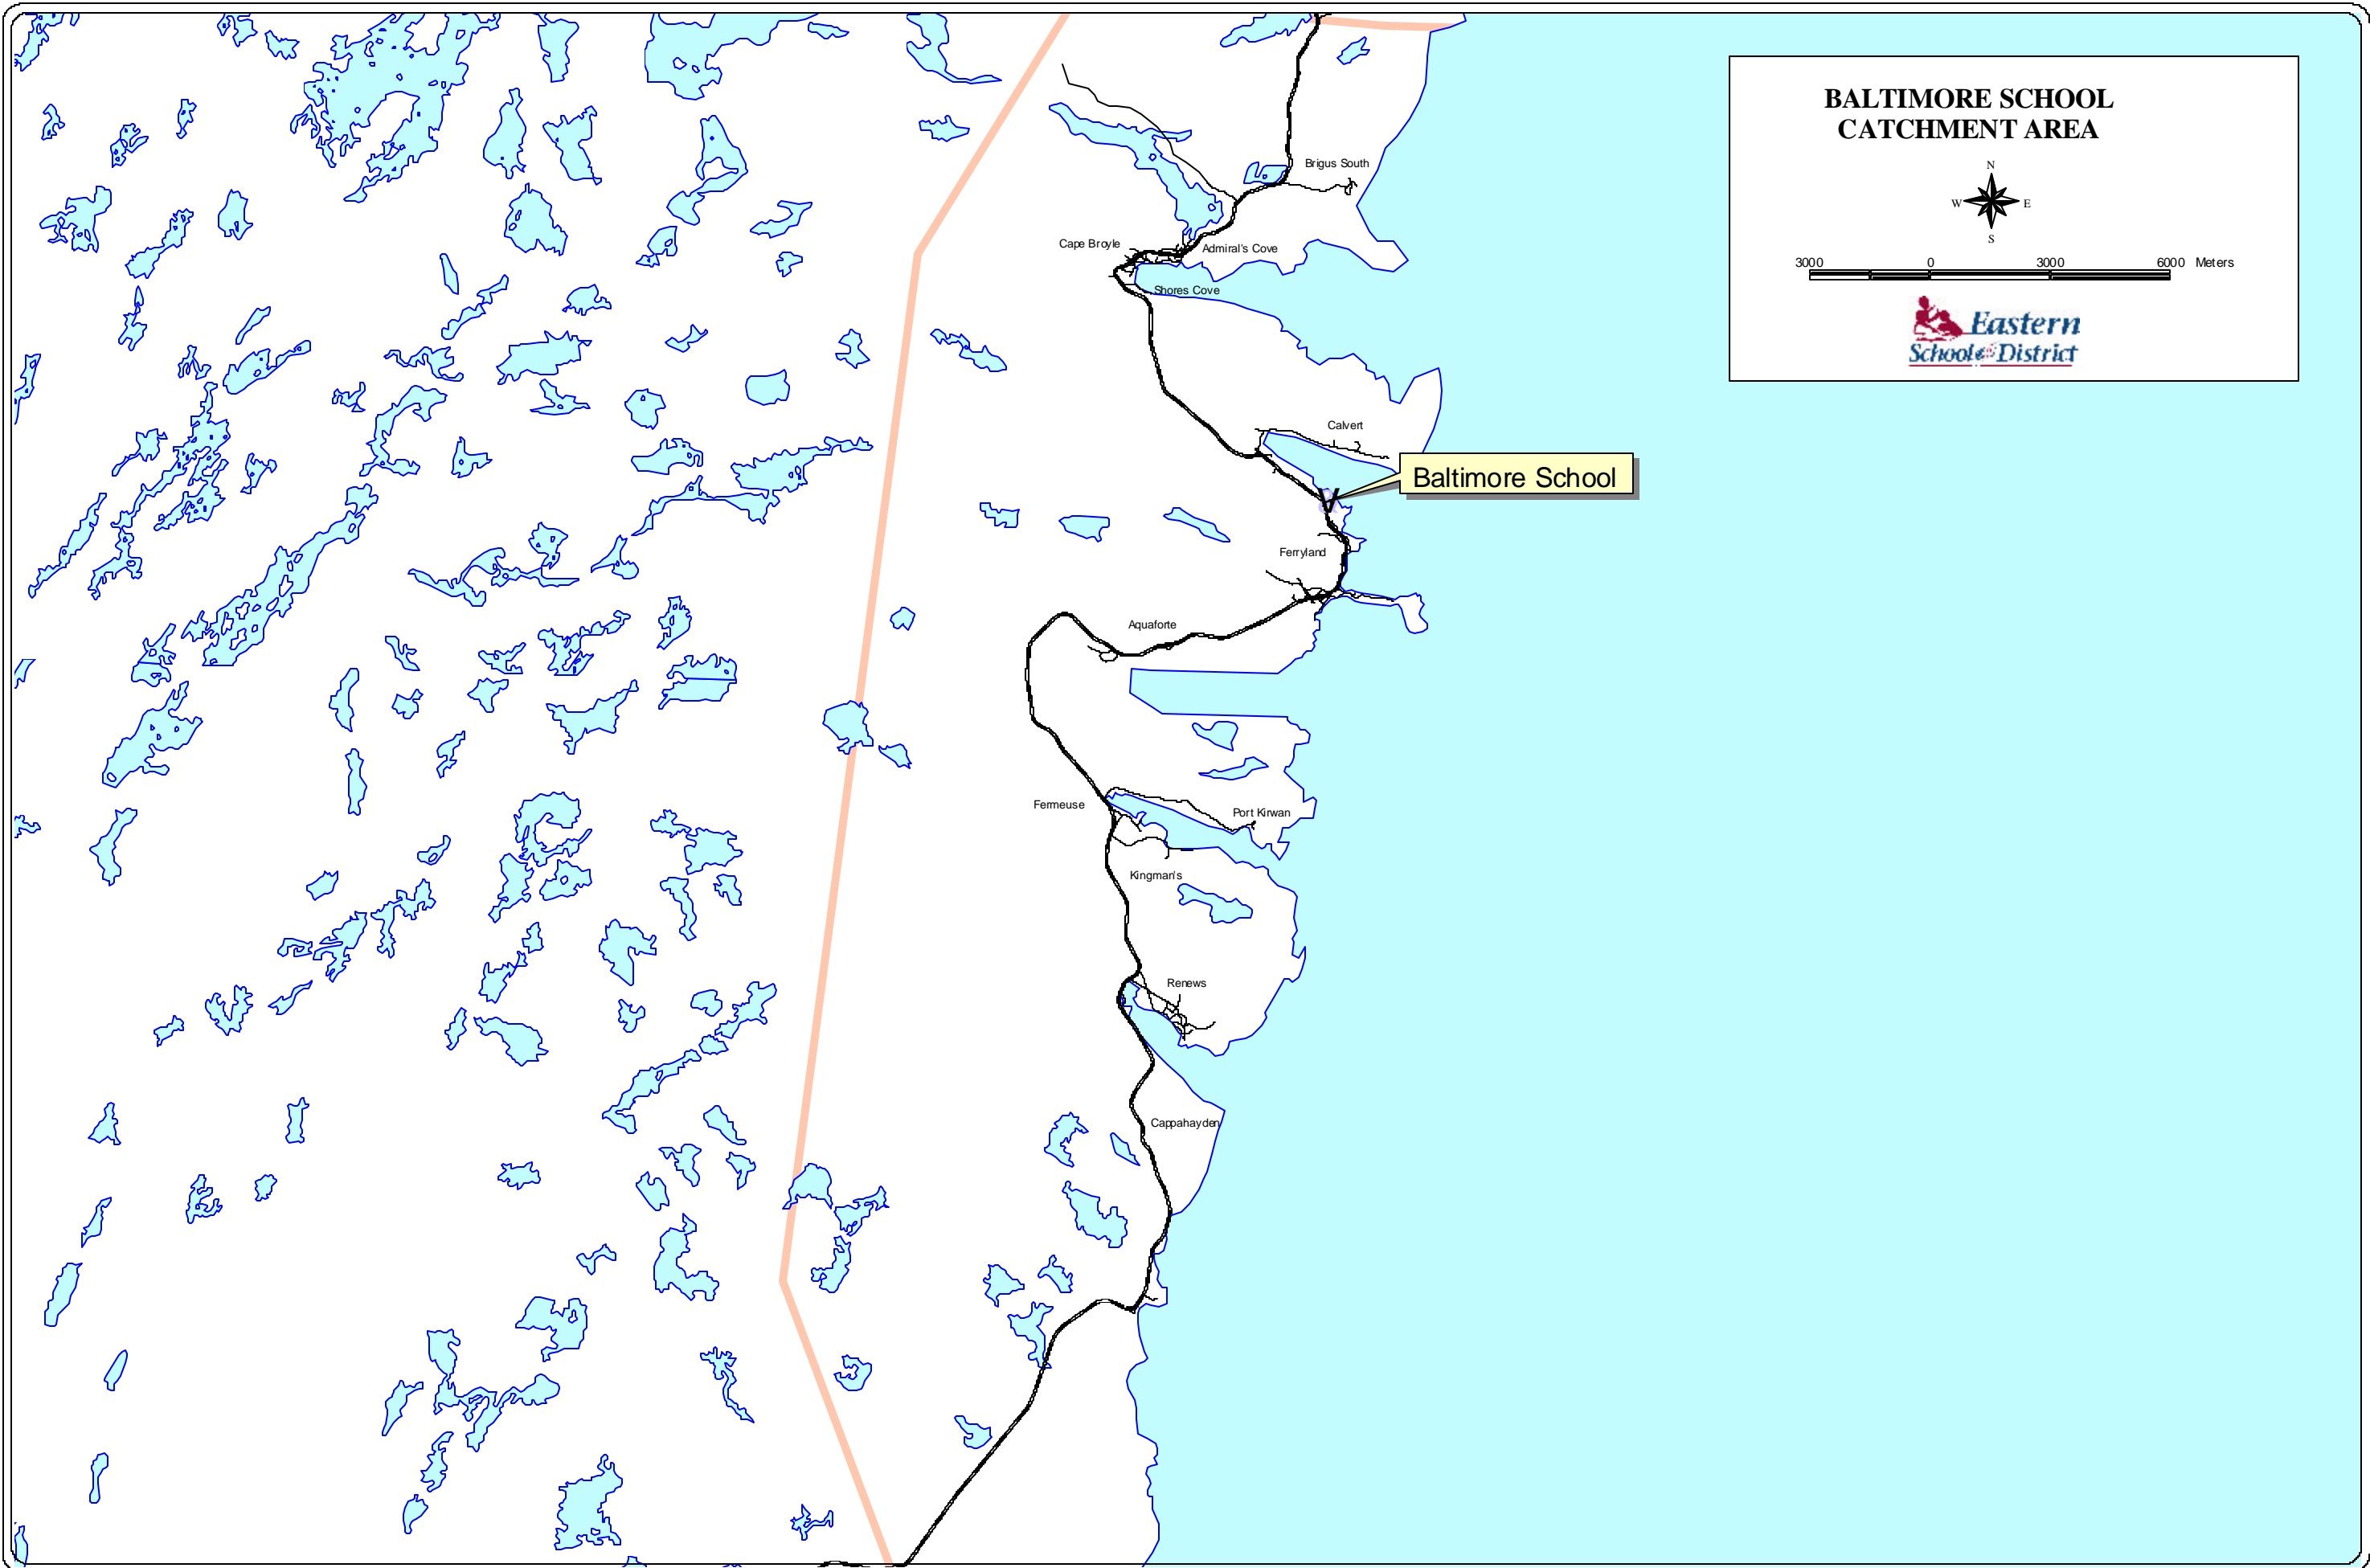 BALTIMORE SCHOOL
CATCHMENT AREA
N
W E
S
3000 0 3000 6000 Meters
Eastern
School District
Brigus South
Cape Broyle
Admiral's Cove
Shores Cove
Calvert
Baltimore School
Ferryland
Aquaforte
Fermeuse
Port Kirwan
Kingman's
Renews
Cappahayden